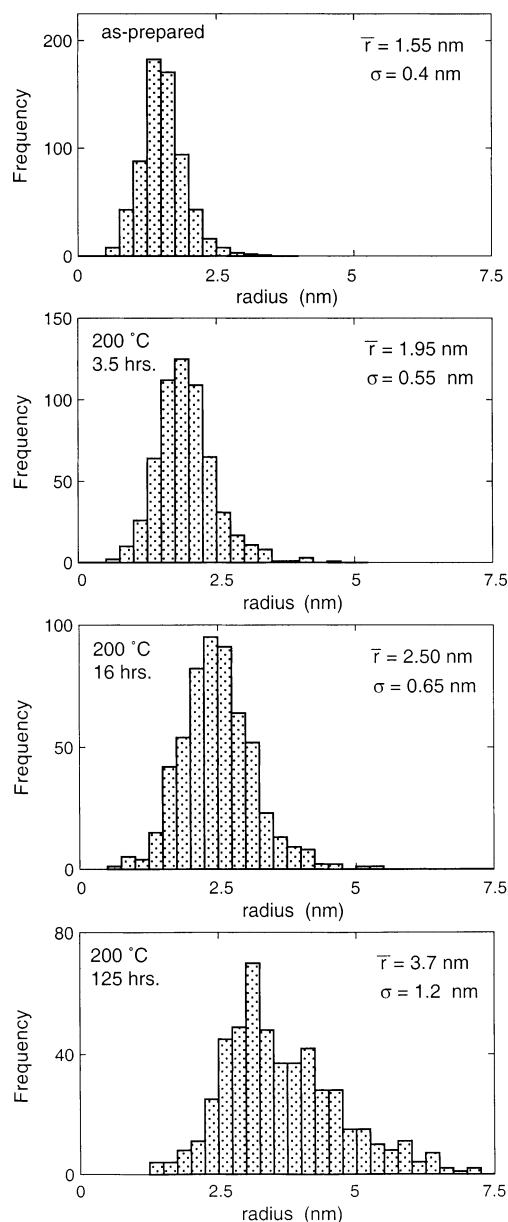 as-prepared
r̅ = 1.55 nm
σ = 0.4 nm
200
100
0
Frequency
0 2.5 5 7.5
radius (nm)
200 ˚C
3.5 hrs.
r̅ = 1.95 nm
σ = 0.55 nm
150
100
50
0
Frequency
0 2.5 5 7.5
radius (nm)
200 ˚C
16 hrs.
r̅ = 2.50 nm
σ = 0.65 nm
100
50
0
Frequency
0 2.5 5 7.5
radius (nm)
200 ˚C
125 hrs.
r̅ = 3.7 nm
σ = 1.2 nm
80
40
0
Frequency
0 2.5 5 7.5
radius (nm)